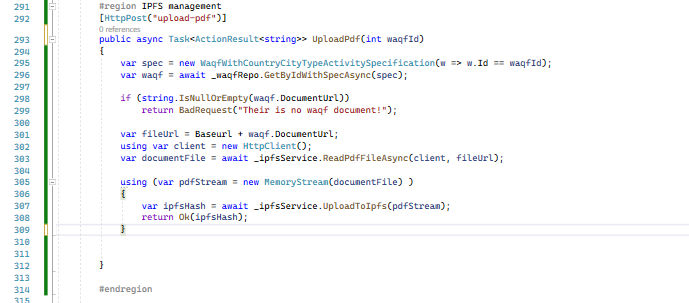 291 #region IPFS management
292 [HttpPost("upload-pdf")]
0 references
293 public async Task<ActionResult<string>> UploadPdf(int waqfId)
294 {
295 var spec = new WaqfWithCountryCityTypeActivitySpecification(w => w.Id == waqfId);
296 var waqf = await _waqfRepo.GetByIdWithSpecAsync(spec);
297
298 if (string.IsNullOrEmpty(waqf.DocumentUrl))
299 return BadRequest("Their is no waqf document!");
300
301 var fileUrl = Baseurl + waqf.DocumentUrl;
302 using var client = new HttpClient();
303 var documentFile = await _ipfsService.ReadPdfFileAsync(client, fileUrl);
304
305 using (var pdfStream = new MemoryStream(documentFile) )
306 {
307 var ipfsHash = await _ipfsService.UploadToIpfs(pdfStream);
308 return Ok(ipfsHash);
309 }
310
311
312 }
313
314 #endregion
315